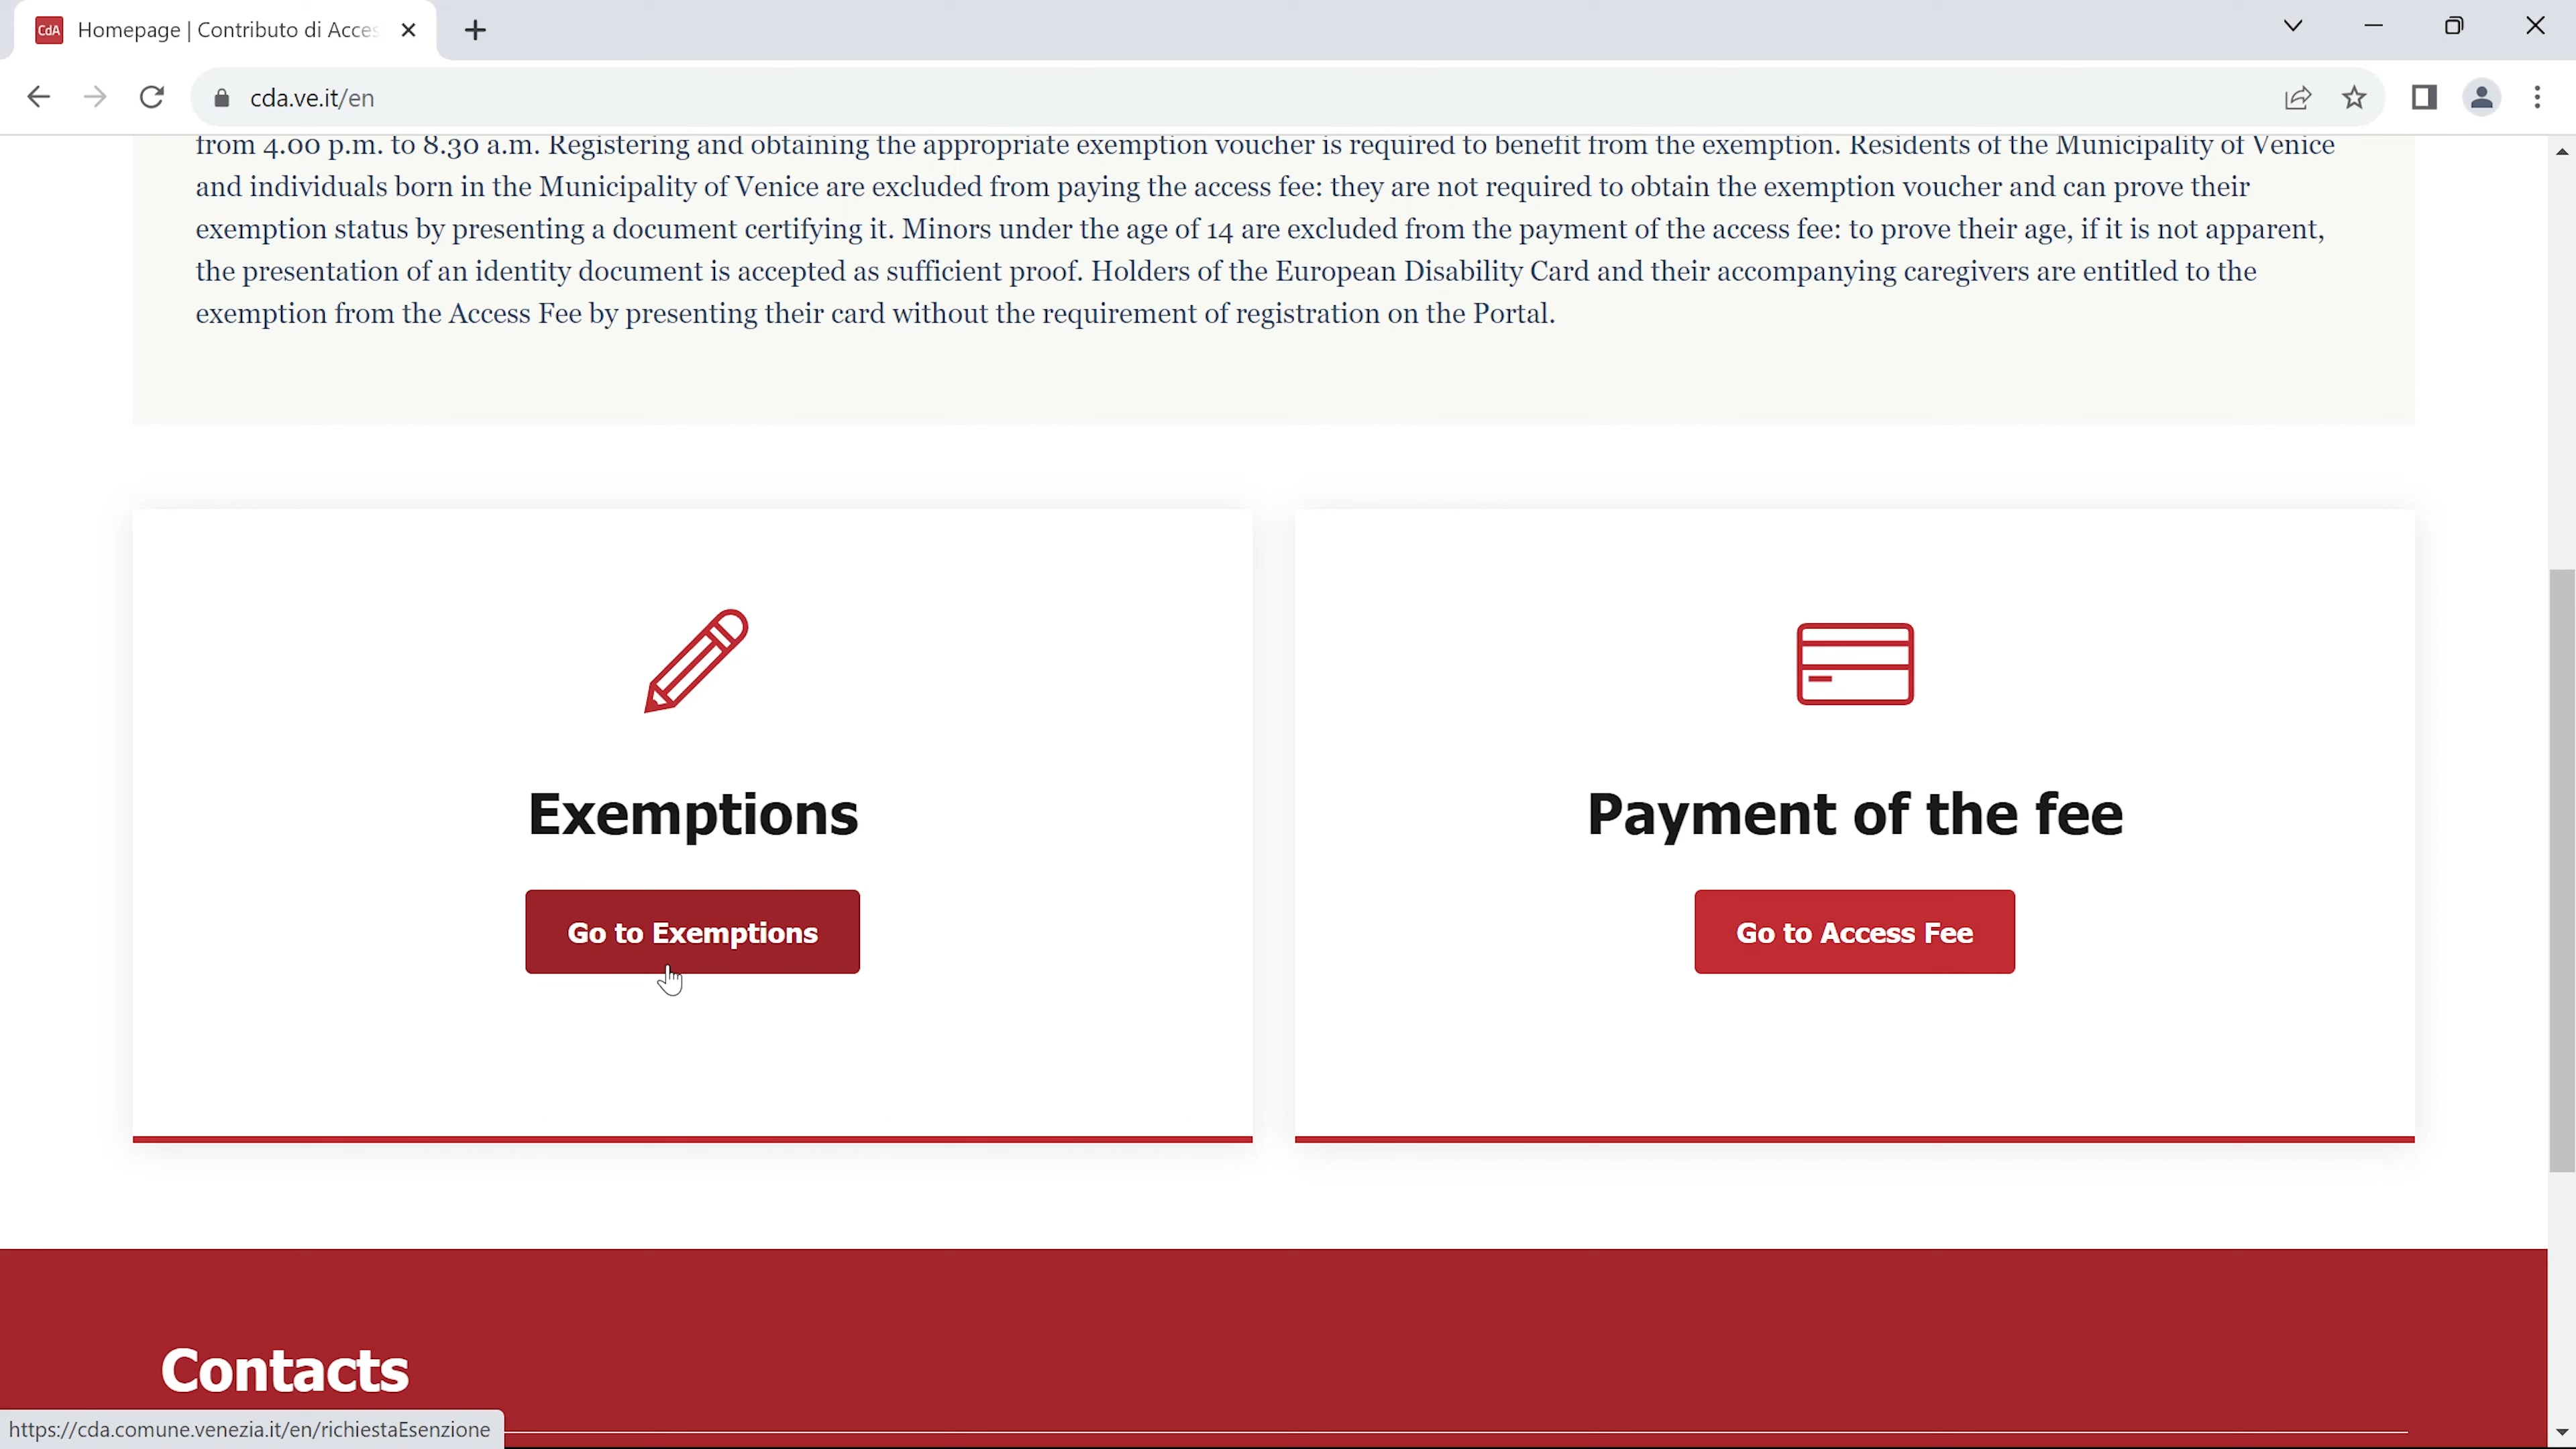 CdA Homepage | Contributo di Acces
cda.ve.it/en
from 4.00 p.m. to 8.30 a.m. Registering and obtaining the appropriate exemption voucher is required to benefit from the exemption. Residents of the Municipality of Venice
and individuals born in the Municipality of Venice are excluded from paying the access fee: they are not required to obtain the exemption voucher and can prove their
exemption status by presenting a document certifying it. Minors under the age of 14 are excluded from the payment of the access fee: to prove their age, if it is not apparent,
the presentation of an identity document is accepted as sufficient proof. Holders of the European Disability Card and their accompanying caregivers are entitled to the
exemption from the Access Fee by presenting their card without the requirement of registration on the Portal.
Exemptions
Go to Exemptions
Payment of the fee
Go to Access Fee
Contacts
https://cda.comune.venezia.it/en/richiestaEsenzione